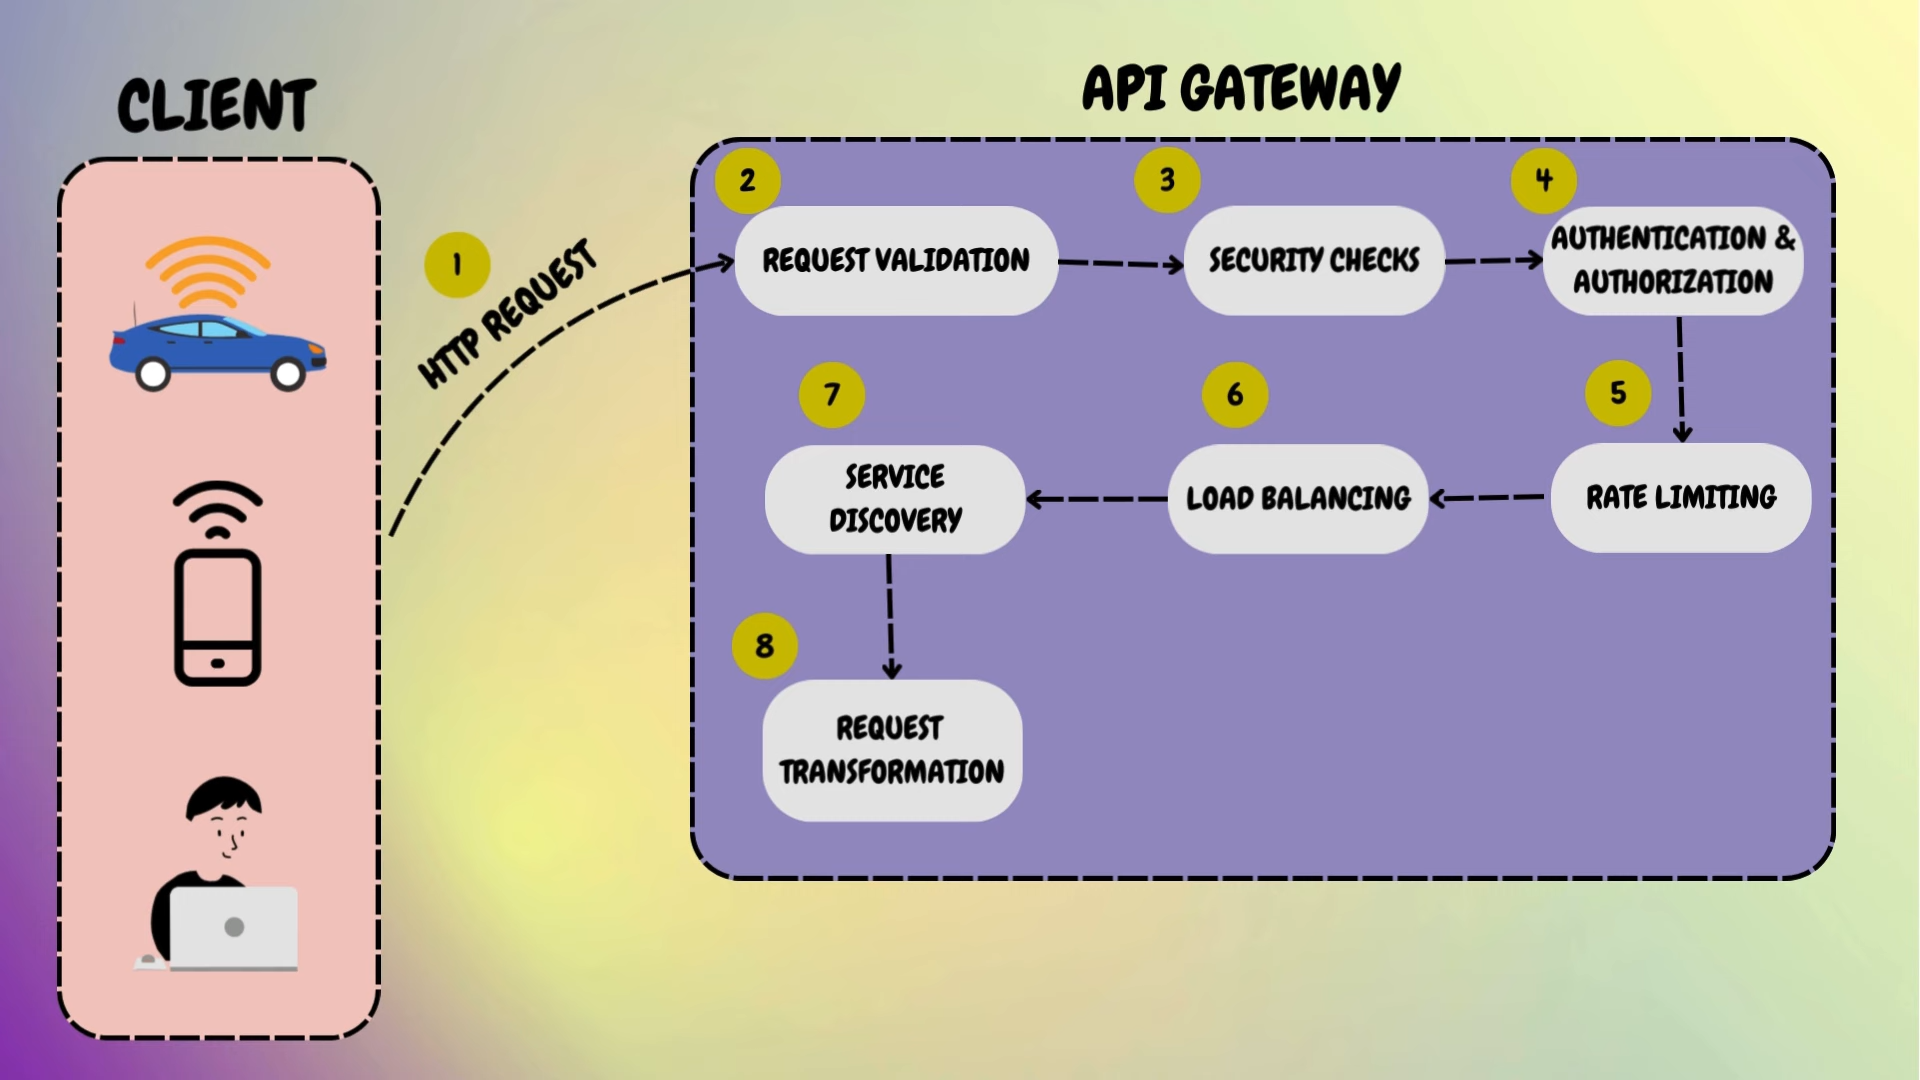 CLIENT
API GATEWAY
1
HTTP REQUEST
2
REQUEST VALIDATION
3
SECURITY CHECKS
4
AUTHENTICATION &
AUTHORIZATION
5
RATE LIMITING
6
LOAD BALANCING
7
SERVICE
DISCOVERY
8
REQUEST
TRANSFORMATION